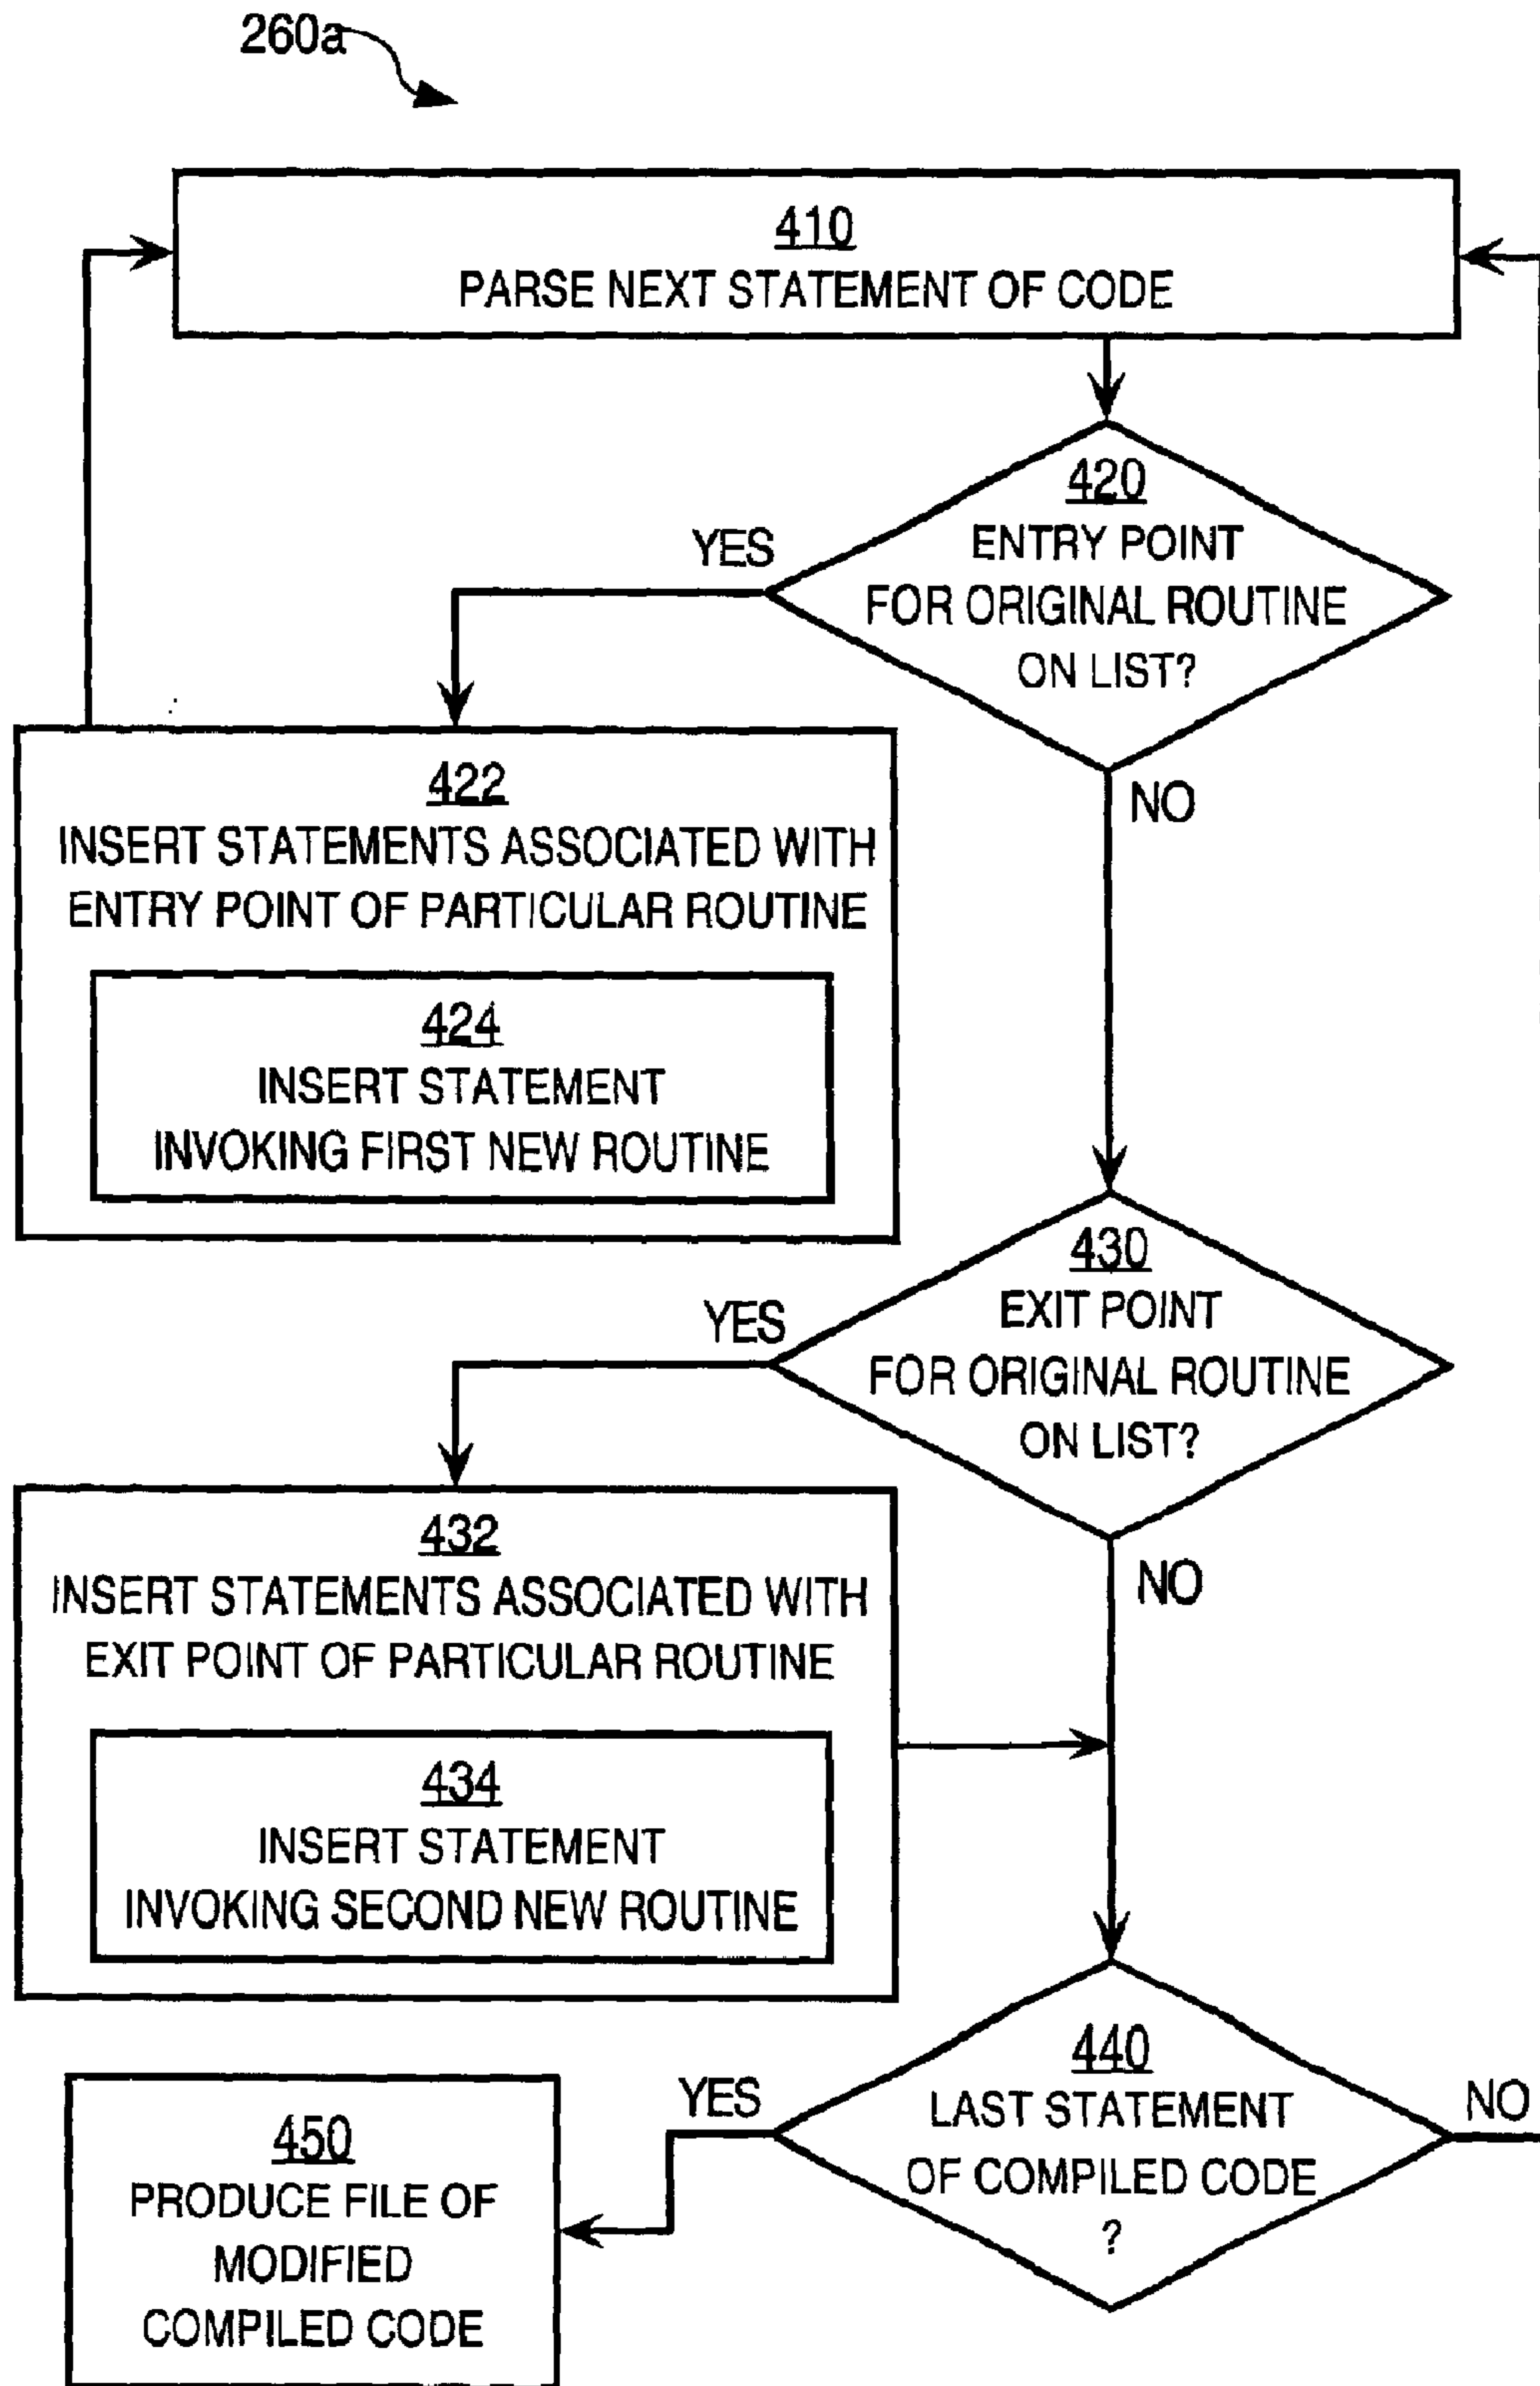 260a
410
PARSE NEXT STATEMENT OF CODE
420
ENTRY POINT
FOR ORIGINAL ROUTINE
ON LIST?
YES
NO
422
INSERT STATEMENTS ASSOCIATED WITH
ENTRY POINT OF PARTICULAR ROUTINE
424
INSERT STATEMENT
INVOKING FIRST NEW ROUTINE
430
EXIT POINT
FOR ORIGINAL ROUTINE
ON LIST?
YES
NO
432
INSERT STATEMENTS ASSOCIATED WITH
EXIT POINT OF PARTICULAR ROUTINE
434
INSERT STATEMENT
INVOKING SECOND NEW ROUTINE
440
LAST STATEMENT
OF COMPILED CODE
?
YES
NO
450
PRODUCE FILE OF
MODIFIED
COMPILED CODE